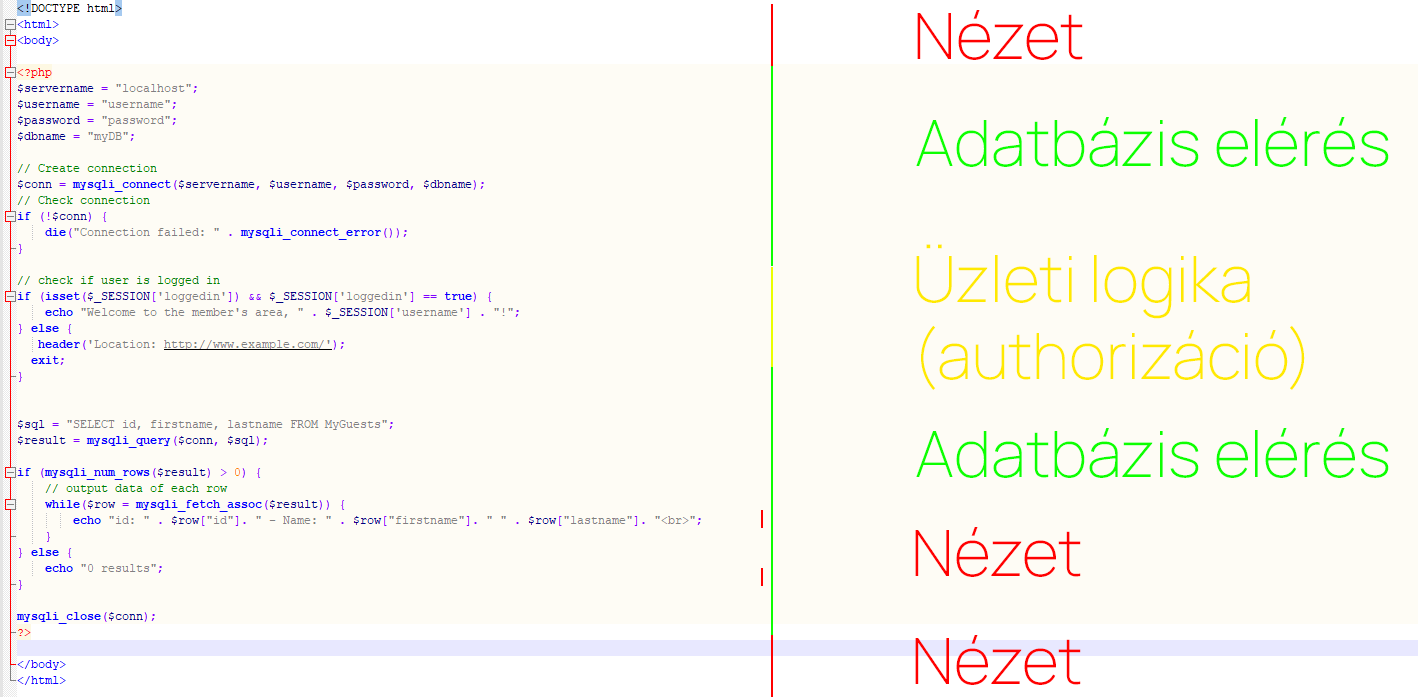 <!DOCTYPE html>
<html>
<body>
<?php
$servername = "localhost";
$username = "username";
$password = "password";
$dbname = "myDB";
// Create connection
$conn = mysqli_connect($servername, $username, $password, $dbname);
// Check connection
if (!$conn) {
die("Connection failed: " . mysqli_connect_error());
}
// check if user is logged in
if (isset($_SESSION['loggedin']) && $_SESSION['loggedin'] == true) {
echo "Welcome to the member's area, " . $_SESSION['username'] . "!";
} else {
header('Location: http://www.example.com/');
exit;
}
$sql = "SELECT id, firstname, lastname FROM MyGuests";
$result = mysqli_query($conn, $sql);
if (mysqli_num_rows($result) > 0) {
// output data of each row
while($row = mysqli_fetch_assoc($result)) {
echo "id: " . $row["id"]. " - Name: " . $row["firstname"]. " " . $row["lastname"]. "<br>";
}
} else {
echo "0 results";
}
mysqli_close($conn);
?>
</body>
</html>
Nézet
Adatbázis elérés
Üzleti logika
(authorizáció)
Adatbázis elérés
Nézet
Nézet